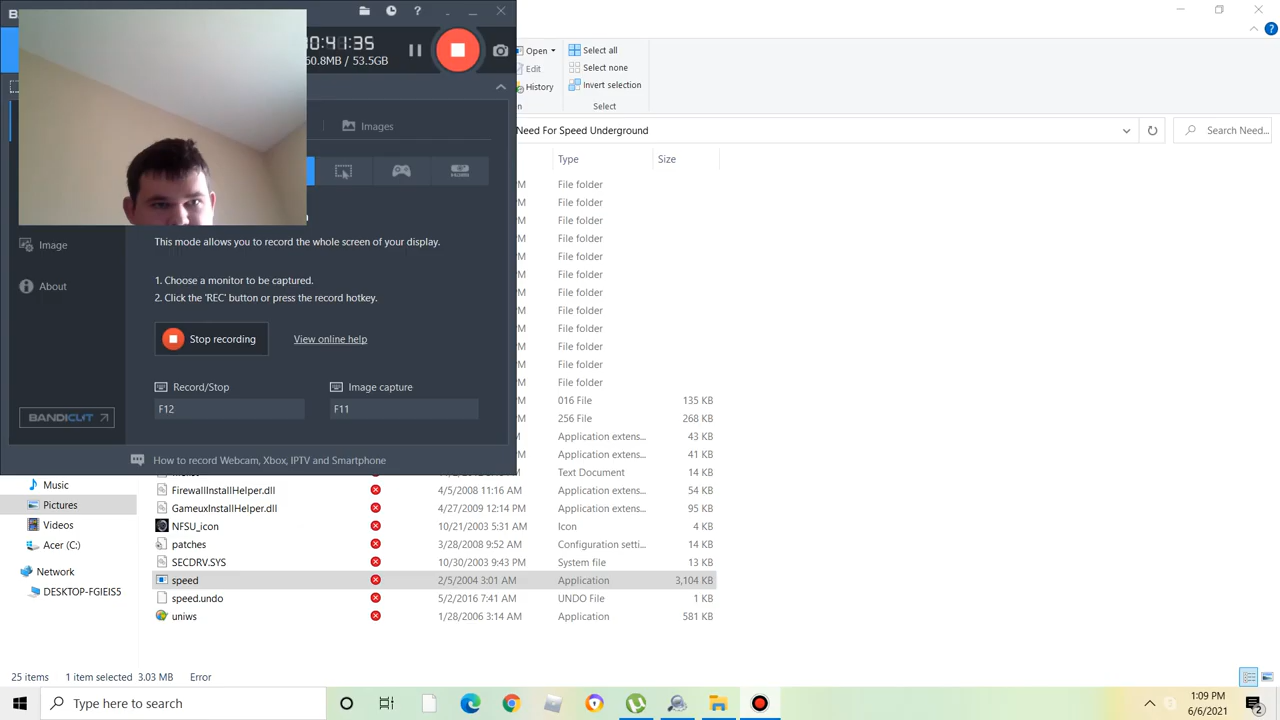 B
0:41:35
60.8MB / 53.5GB
Images
This mode allows you to record the whole screen of your display.
1. Choose a monitor to be captured.
2. Click the 'REC' button or press the record hotkey.
Stop recording
View online help
Record/Stop
Image capture
F12
F11
Image
About
BANDICUT
How to record Webcam, Xbox, IPTV and Smartphone
Open
Edit
History
Select all
Select none
Invert selection
Select
Need For Speed Underground
Search Need...
Type
Size
M File folder
M File folder
M File folder
M File folder
M File folder
M File folder
M File folder
M File folder
M File folder
M File folder
M File folder
M File folder
M 016 File 135 KB
M 256 File 268 KB
M Application extens... 43 KB
M Application extens... 41 KB
Text Document 14 KB
FirewallInstallHelper.dll 4/5/2008 11:16 AM Application extens... 54 KB
GameuxInstallHelper.dll 4/27/2009 12:14 PM Application extens... 95 KB
NFSU_icon 10/21/2003 5:31 AM Icon 4 KB
patches 3/28/2008 9:52 AM Configuration setti... 14 KB
SECDRV.SYS 10/30/2003 9:43 PM System file 13 KB
speed 2/5/2004 3:01 AM Application 3,104 KB
speed.undo 5/2/2016 7:41 AM UNDO File 1 KB
uniws 1/28/2006 3:14 AM Application 581 KB
Music
Pictures
Videos
Acer (C:)
Network
DESKTOP-FGIEIS5
25 items 1 item selected 3.03 MB Error
Type here to search
1:09 PM
6/6/2021
2